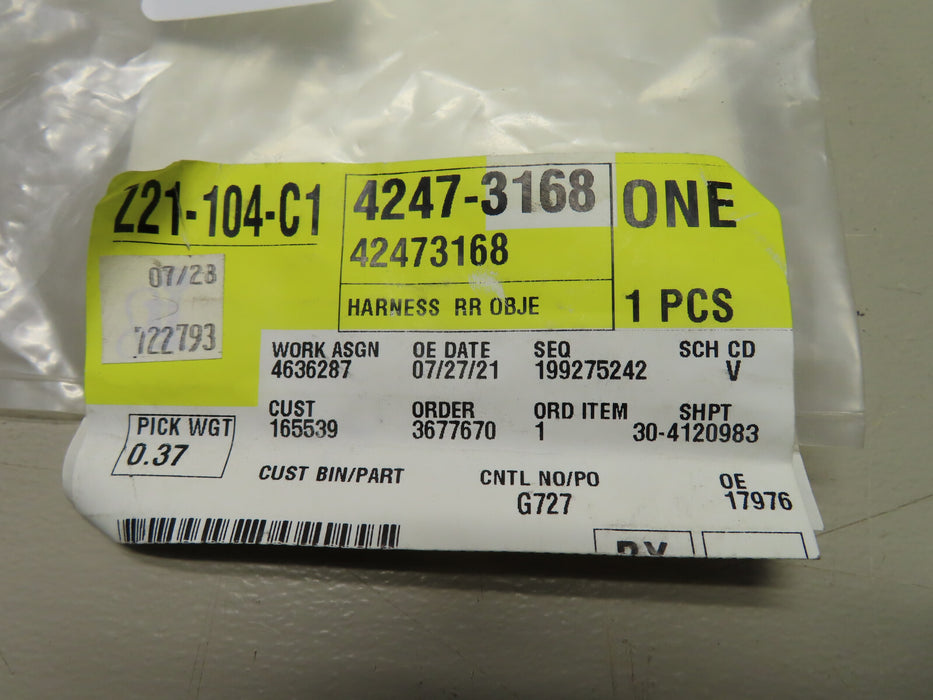 Z21-104-C1
4247-3168
ONE
42473168
07/28
722793
HARNESS RR OBJE
1 PCS
WORK ASGN OE DATE SEQ SCH CD
4636287 07/27/21 199275242 V
CUST ORDER ORD ITEM SHPT
165539 3677670 1 30-4120983
PICK WGT
0.37
CUST BIN/PART CNTL NO/PO OE
G727 17976